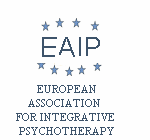 EAIP
EUROPEAN
ASSOCIATION
FOR INTEGRATIVE
PSYCHOTHERAPY